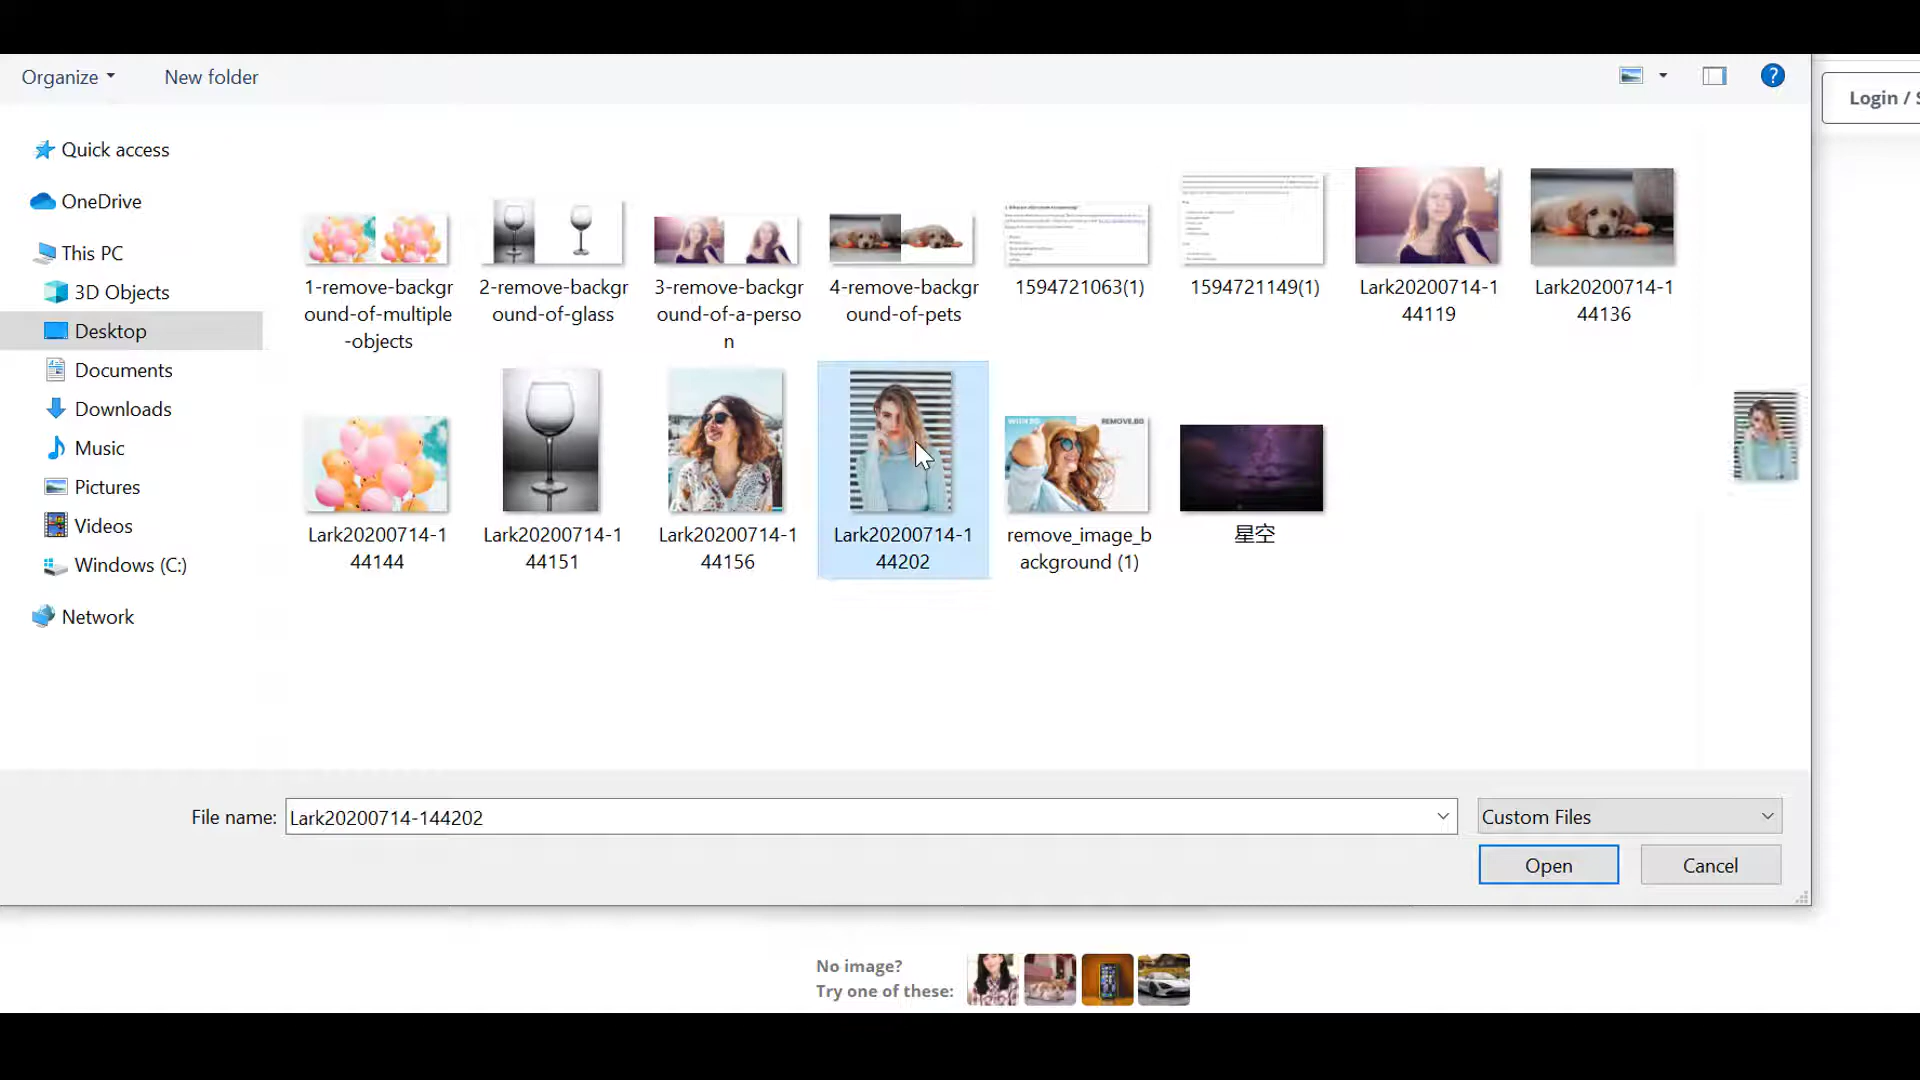 Organize
New folder
?
Login / S
Quick access
OneDrive
This PC
3D Objects
Desktop
Documents
Downloads
Music
Pictures
Videos
Windows (C:)
Network
1-remove-backgr
ound-of-multiple
-objects
2-remove-backgr
ound-of-glass
3-remove-backgr
ound-of-a-perso
n
4-remove-backgr
ound-of-pets
1594721063(1)
1594721149(1)
Lark20200714-1
44119
Lark20200714-1
44136
Lark20200714-1
44144
Lark20200714-1
44151
Lark20200714-1
44156
Lark20200714-1
44202
WITH BG
REMOVE.BG
remove_image_b
ackground (1)
星空
File name:
Lark20200714-144202
Custom Files
Open
Cancel
No image?
Try one of these: